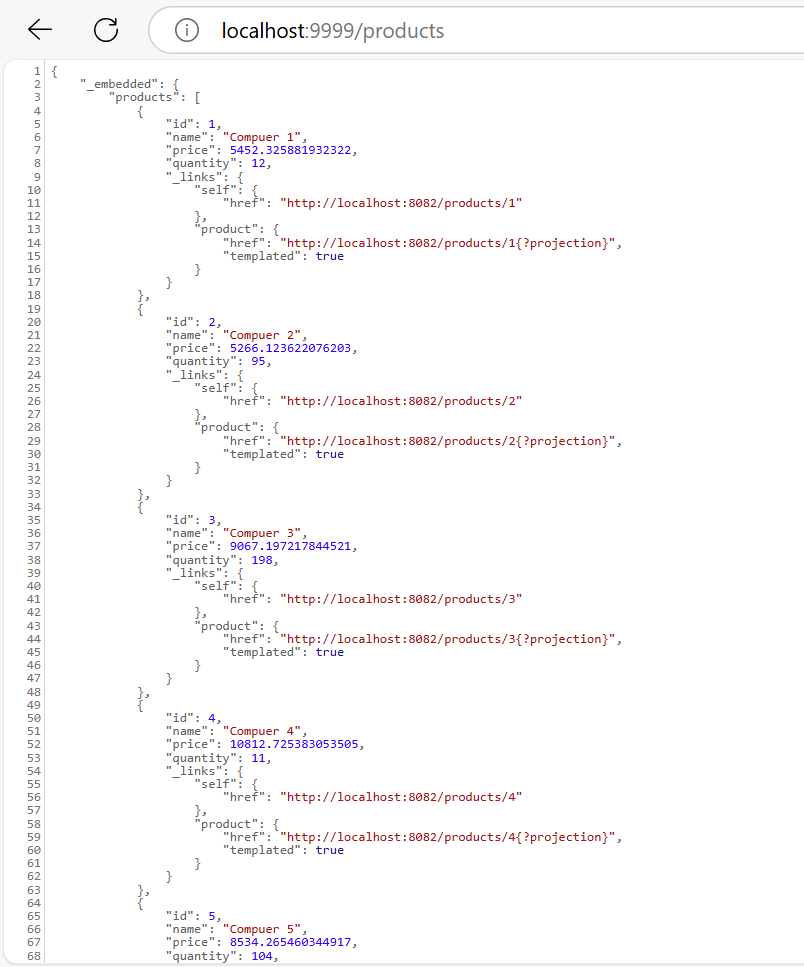 localhost:9999/products
1 {
2 "_embedded": {
3 "products": [
4 {
5 "id": 1,
6 "name": "Compuer 1",
7 "price": 5452.325881932322,
8 "quantity": 12,
9 "_links": {
10 "self": {
11 "href": "http://localhost:8082/products/1"
12 },
13 "product": {
14 "href": "http://localhost:8082/products/1{?projection}",
15 "templated": true
16 }
17 }
18 },
19 {
20 "id": 2,
21 "name": "Compuer 2",
22 "price": 5266.123622076203,
23 "quantity": 95,
24 "_links": {
25 "self": {
26 "href": "http://localhost:8082/products/2"
27 },
28 "product": {
29 "href": "http://localhost:8082/products/2{?projection}",
30 "templated": true
31 }
32 }
33 },
34 {
35 "id": 3,
36 "name": "Compuer 3",
37 "price": 9067.197217844521,
38 "quantity": 198,
39 "_links": {
40 "self": {
41 "href": "http://localhost:8082/products/3"
42 },
43 "product": {
44 "href": "http://localhost:8082/products/3{?projection}",
45 "templated": true
46 }
47 }
48 },
49 {
50 "id": 4,
51 "name": "Compuer 4",
52 "price": 10812.725383053505,
53 "quantity": 11,
54 "_links": {
55 "self": {
56 "href": "http://localhost:8082/products/4"
57 },
58 "product": {
59 "href": "http://localhost:8082/products/4{?projection}",
60 "templated": true
61 }
62 }
63 },
64 {
65 "id": 5,
66 "name": "Compuer 5",
67 "price": 8534.265460344917,
68 "quantity": 104,